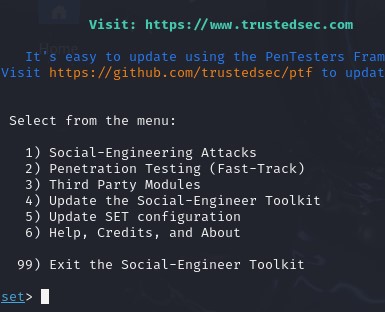 Visit: https://www.trustedsec.com
Home
It's easy to update using the PenTesters Fram
Visit https://github.com/trustedsec/ptf to updat
Select from the menu:
1) Social-Engineering Attacks
2) Penetration Testing (Fast-Track)
3) Third Party Modules
4) Update the Social-Engineer Toolkit
5) Update SET configuration
6) Help, Credits, and About
99) Exit the Social-Engineer Toolkit
set>